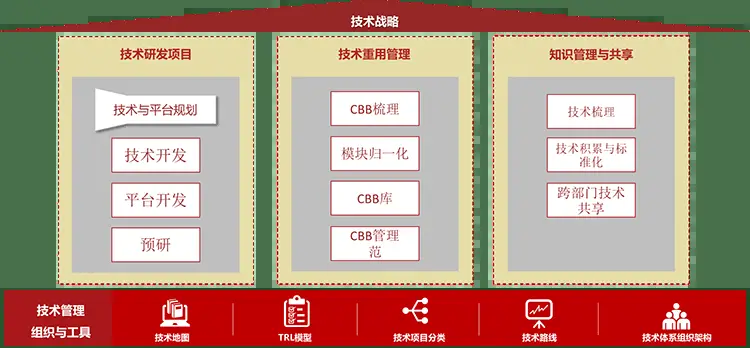 技术战略
技术研发项目
技术与平台规划
技术开发
平台开发
预研
技术重用管理
CBB梳理
模块归一化
CBB库
CBB管理
范
知识管理与共享
技术梳理
技术积累与标
准化
跨部门技术
共享
技术管理
组织与工具
技术地图
TRL模型
技术项目分类
技术路线
技术体系组织架构